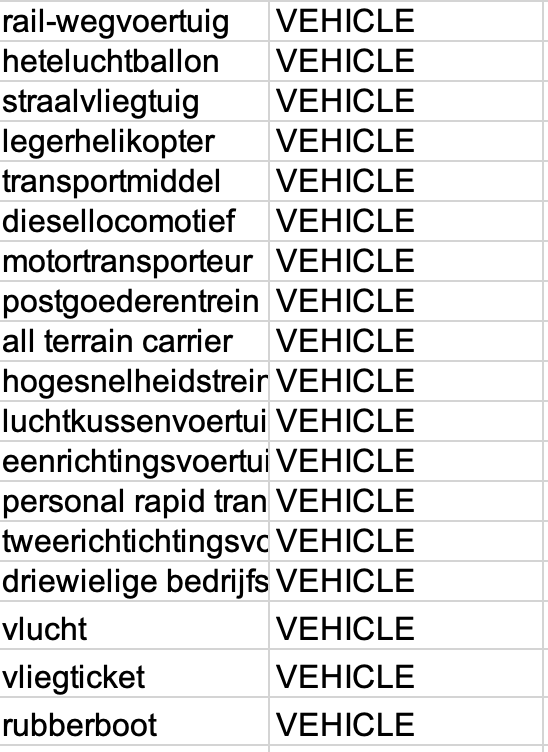 rail-wegvoertuig VEHICLE
heteluchtballon VEHICLE
straalvliegtuig VEHICLE
legerhelikopter VEHICLE
transportmiddel VEHICLE
diesellocomotief VEHICLE
motortransporteur VEHICLE
postgoederentrein VEHICLE
all terrain carrier VEHICLE
hogesnelheidstrein VEHICLE
luchtkussenvoertui VEHICLE
eenrichtingsvoertui VEHICLE
personal rapid tran VEHICLE
tweerichtichtingsvo VEHICLE
driewielige bedrijfs VEHICLE
vlucht VEHICLE
vliegticket VEHICLE
rubberboot VEHICLE